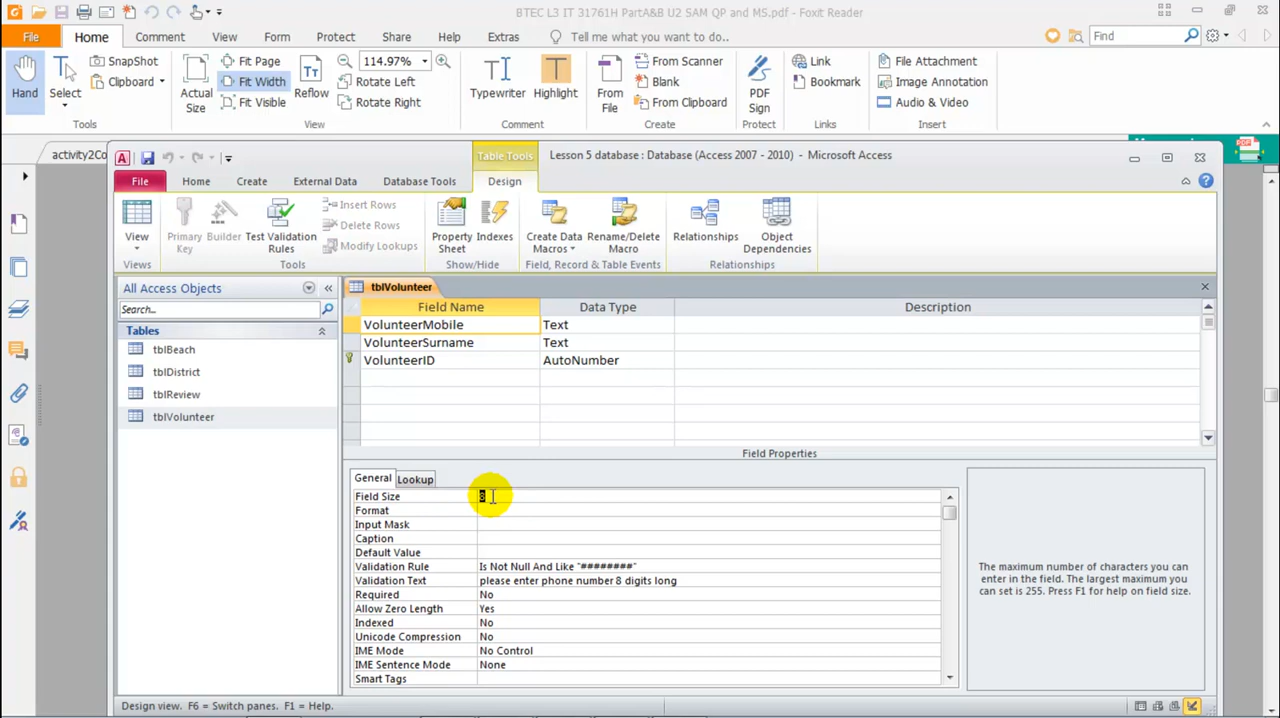 BTEC L3 IT 31761H PartA&B U2 SAM QP and MS.pdf - Foxit Reader
File Home Comment View Form Protect Share Help Extras Tell me what you want to do.. Find
Hand Select SnapShot Clipboard
Actual Size Fit Page Fit Width Fit Visible Reflow 114.97% Rotate Left Rotate Right
Typewriter Highlight
From File From Scanner Blank From Clipboard
PDF Sign
Link Bookmark
File Attachment Image Annotation Audio & Video
Tools View Comment Create Protect Links Insert
activity2Co
Table Tools Lesson 5 database : Database (Access 2007 - 2010) - Microsoft Access
File Home Create External Data Database Tools Design
View Primary Key Builder Test Validation Rules Insert Rows Delete Rows Modify Lookups
Property Sheet Indexes
Create Data Macros Rename/Delete Macro
Relationships Object Dependencies
Views Tools Show/Hide Field, Record & Table Events Relationships
All Access Objects
Search...
Tables
tblBeach
tblDistrict
tblReview
tblVolunteer
tblVolunteer
Field Name Data Type Description
VolunteerMobile Text
VolunteerSurname Text
VolunteerID AutoNumber
Field Properties
General Lookup
Field Size 8
Format
Input Mask
Caption
Default Value
Validation Rule Is Not Null And Like "########"
Validation Text please enter phone number 8 digits long
Required No
Allow Zero Length Yes
Indexed No
Unicode Compression No
IME Mode No Control
IME Sentence Mode None
Smart Tags
The maximum number of characters you
can enter in the field. The largest maximum you
can set is 255. Press F1 for help on field size.
Design view. F6 = Switch panes. F1 = Help.